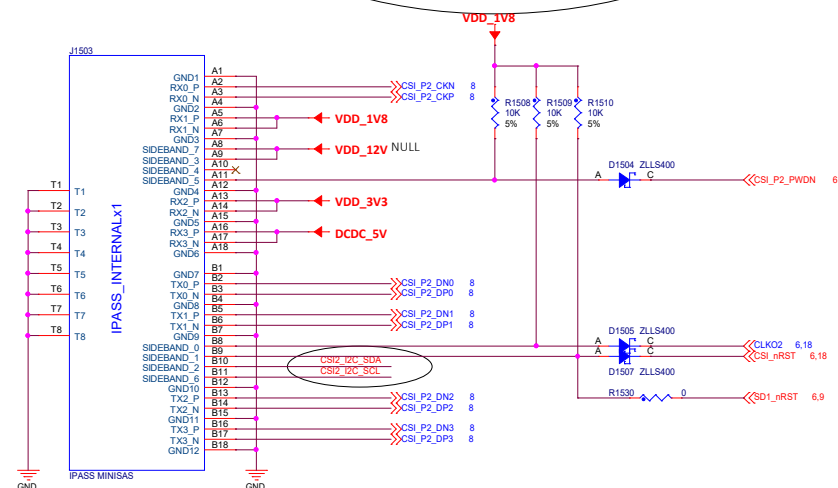 VDD_1V8
J1503
GND1 A1
RX0_P A2 CSI_P2_CKN 8
RX0_N A3 CSI_P2_CKP 8
GND2 A4
RX1_P A5 VDD_1V8
RX1_N A6
GND3 A7
SIDEBAND_7 A8 VDD_12V NULL
SIDEBAND_3 A9
SIDEBAND_4 A10
SIDEBAND_5 A11
GND4 A12
RX2_P A13 VDD_3V3
RX2_N A14
GND5 A15
RX3_P A16 DCDC_5V
RX3_N A17
GND6 A18
GND7 B1
TX0_P B2 CSI_P2_DN0 8
TX0_N B3 CSI_P2_DP0 8
GND8 B4
TX1_P B5 CSI_P2_DN1 8
TX1_N B6 CSI_P2_DP1 8
GND9 B7
SIDEBAND_0 B8
SIDEBAND_1 B9
SIDEBAND_2 B10 CSI2_I2C_SDA
SIDEBAND_6 B11 CSI2_I2C_SCL
GND10 B12
TX2_P B13 CSI_P2_DN2 8
TX2_N B14 CSI_P2_DP2 8
GND11 B15
TX3_P B16 CSI_P2_DN3 8
TX3_N B17 CSI_P2_DP3 8
GND12 B18
T1 T1
T2 T2
T3 T3
T4 T4
T5 T5
T6 T6
T7 T7
T8 T8
IPASS_INTERNALx1
IPASS MINISAS
GND
GND
R1508 R1509 R1510
10K 10K 10K
5% 5% 5%
D1504 ZLLS400
A C CSI_P2_PWDN 6
D1505 ZLLS400
A C CLKO2 6,18
A C CSI_nRST 6,18
D1507 ZLLS400
R1530 0 SD1_nRST 6,9